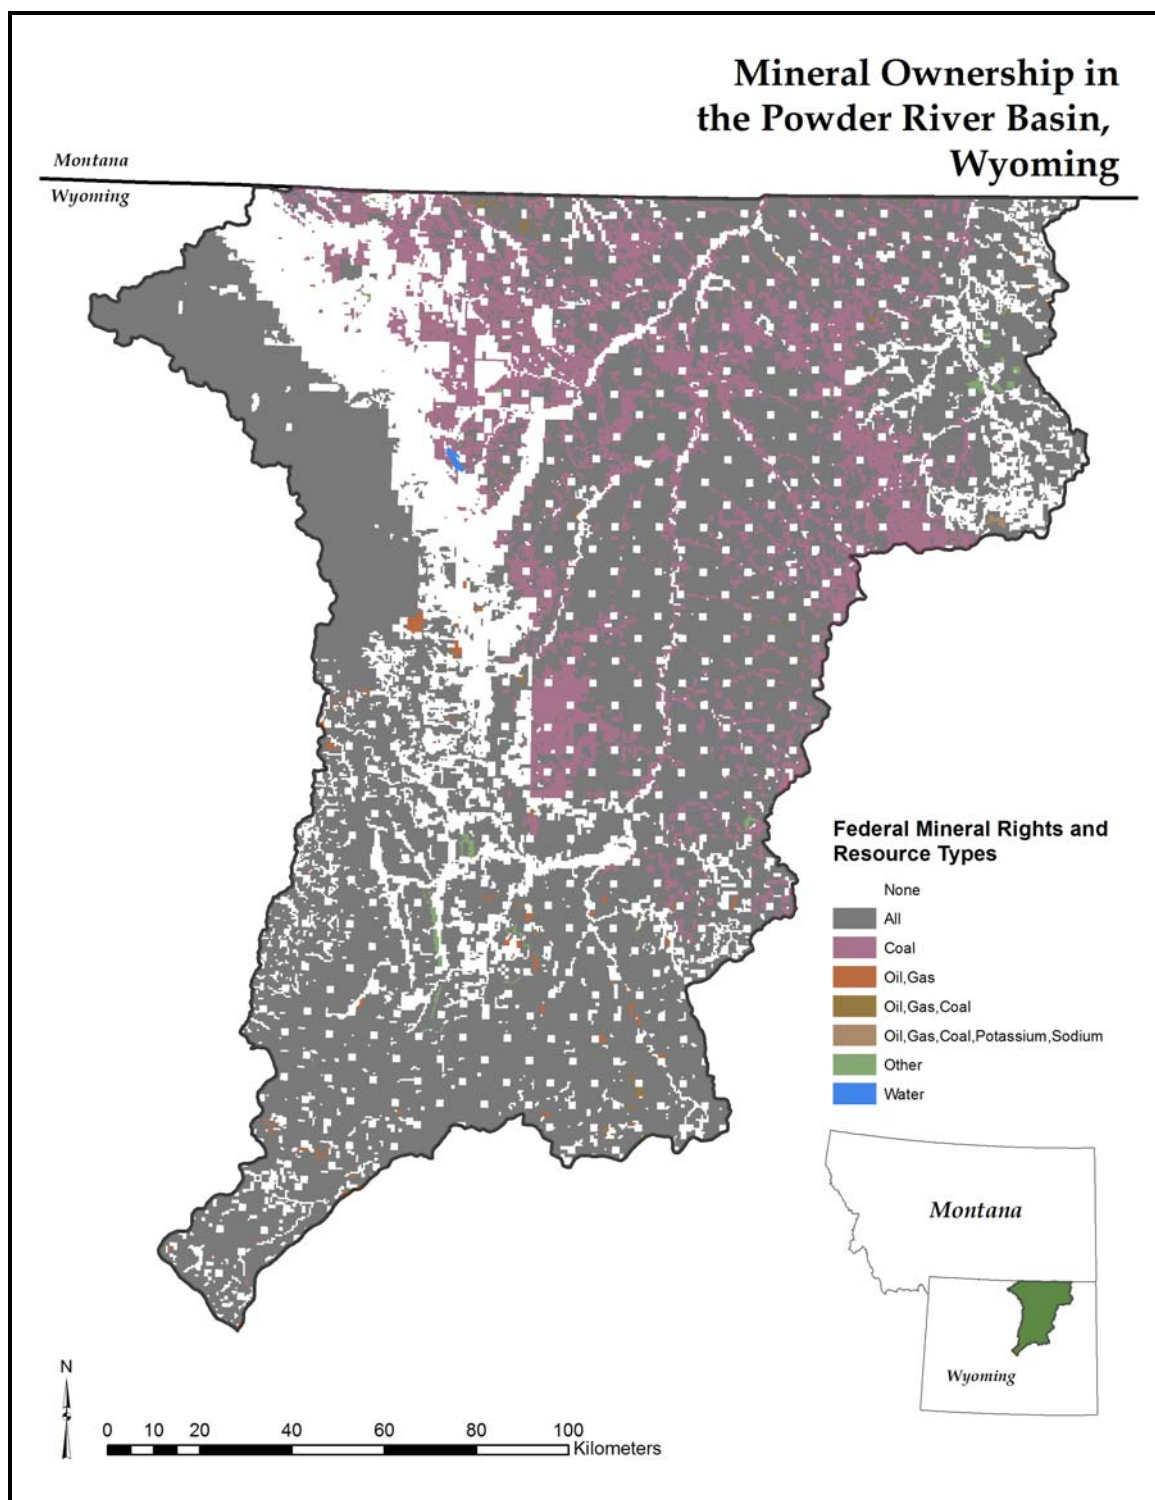 Mineral Ownership in
the Powder River Basin,
Wyoming
Montana
Wyoming
Federal Mineral Rights and
Resource Types
None
All
Coal
Oil,Gas
Oil,Gas,Coal
Oil,Gas,Coal,Potassium,Sodium
Other
Water
Montana
Wyoming
N
0 10 20 40 60 80 100
Kilometers